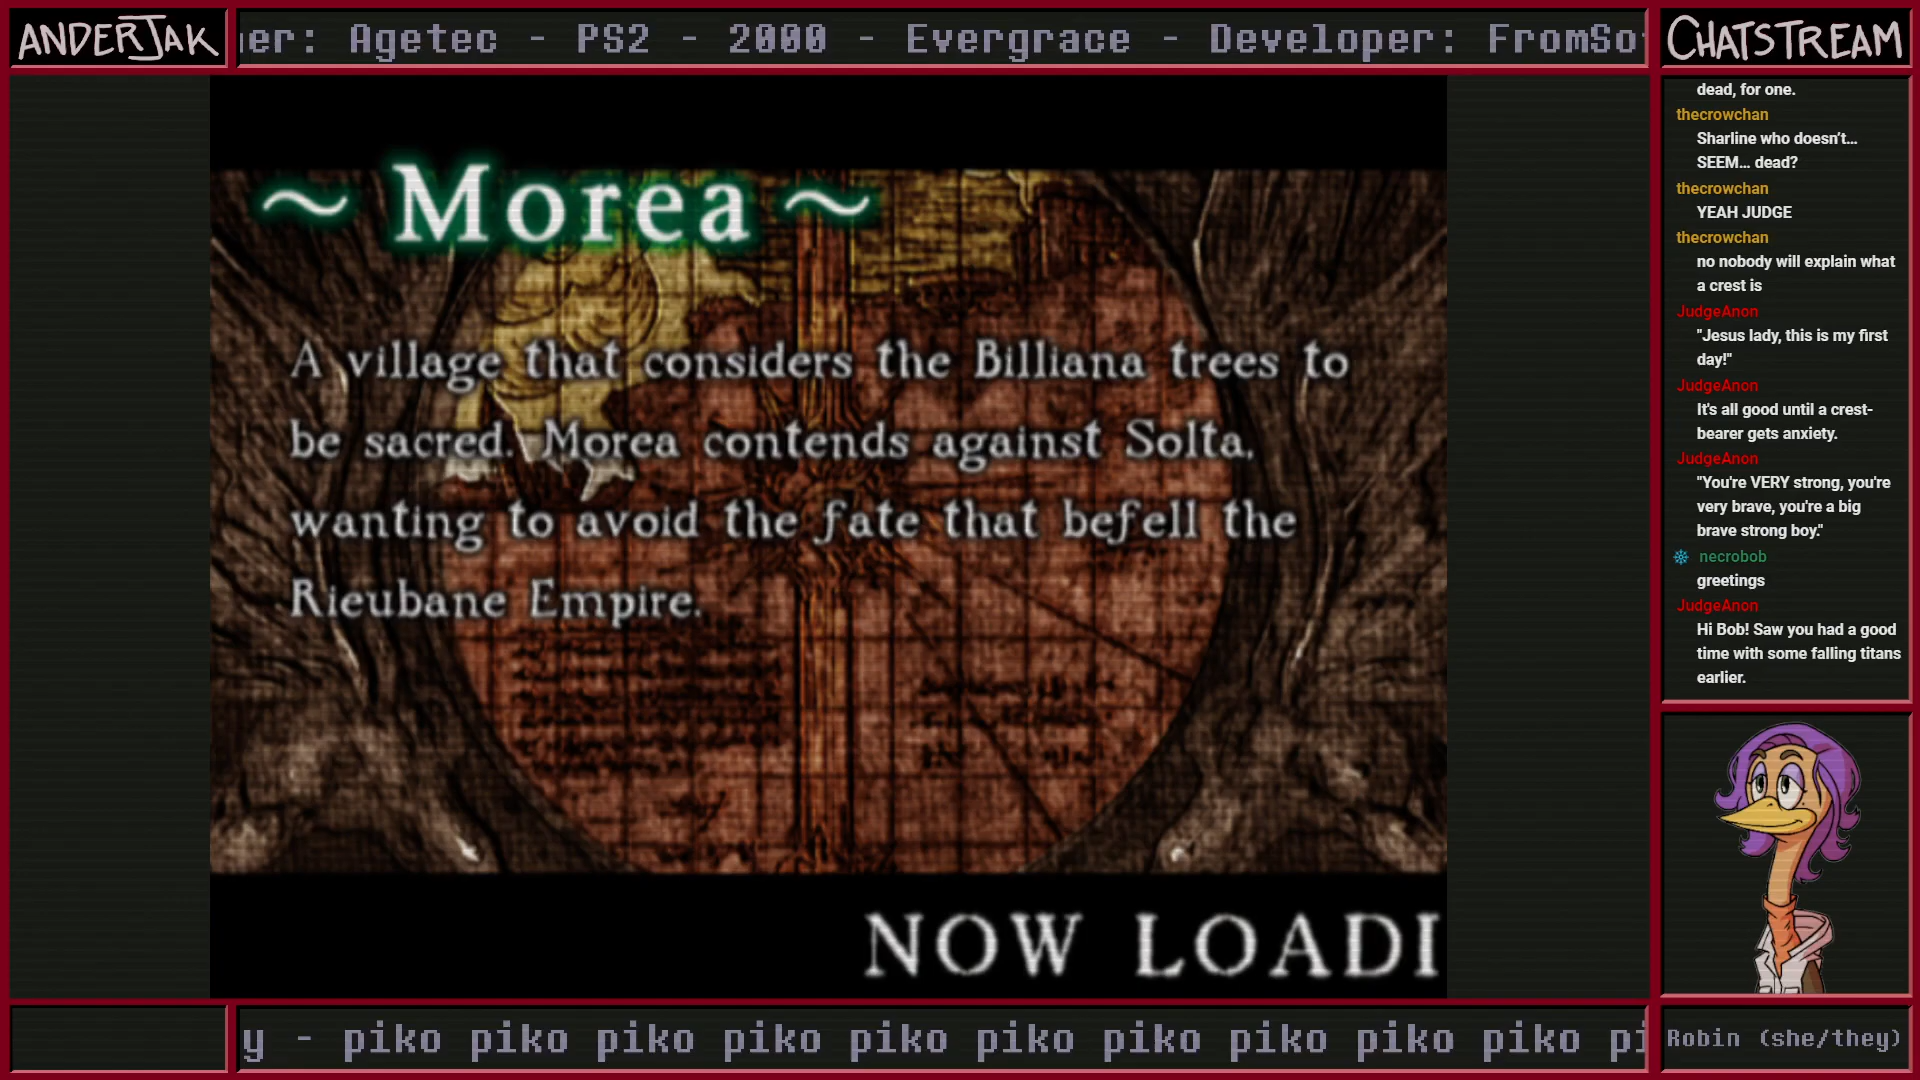 ANDERJAK
er: Agetec - PS2 - 2000 - Evergrace - Developer: FromSo
CHATSTREAM
~ Morea ~
A village that considers the Billiana trees to
be sacred. Morea contends against Solta,
wanting to avoid the fate that befell the
Rieubane Empire.
NOW LOADI
dead, for one.
thecrowchan
Sharline who doesn't...
SEEM... dead?
thecrowchan
YEAH JUDGE
thecrowchan
no nobody will explain what
a crest is
JudgeAnon
"Jesus lady, this is my first
day!"
JudgeAnon
It's all good until a crest-
bearer gets anxiety.
JudgeAnon
"You're VERY strong, you're
very brave, you're a big
brave strong boy."
necrobob
greetings
JudgeAnon
Hi Bob! Saw you had a good
time with some falling titans
earlier.
y - piko piko piko piko piko piko piko piko piko piko pi
Robin (she/they)